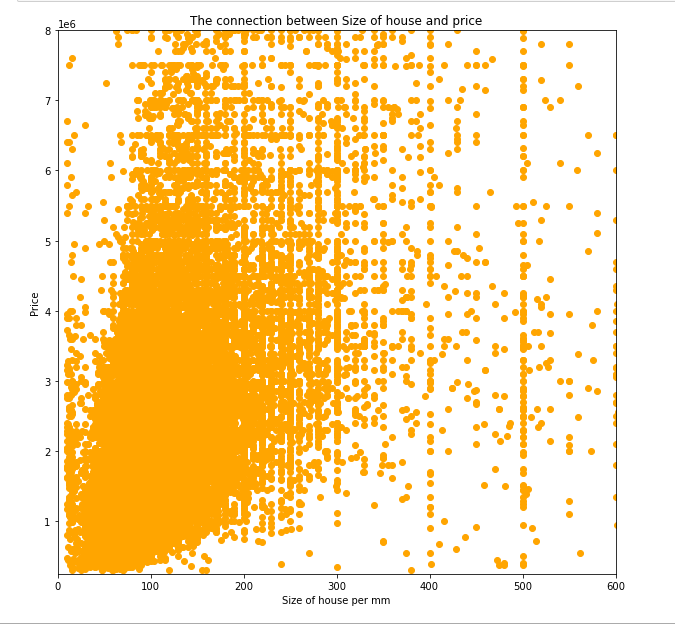 The connection between Size of house and price
1e6
8
7
6
5
4
3
2
1
Price
0 100 200 300 400 500 600
Size of house per mm